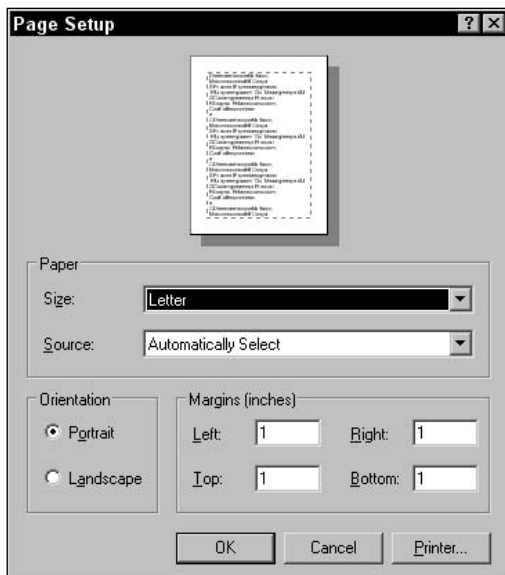 Page Setup
Paper
Size: Letter
Source: Automatically Select
Orientation
Portrait
Landscape
Margins (inches)
Left: 1 Right: 1
Top: 1 Bottom: 1
OK Cancel Printer...